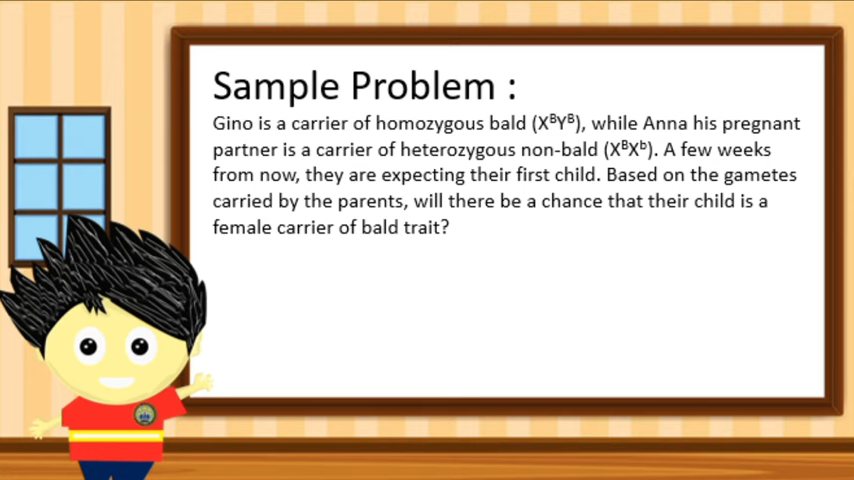 Sample Problem :
Gino is a carrier of homozygous bald (XᴮYᴮ), while Anna his pregnant
partner is a carrier of heterozygous non-bald (XᴮXᵇ). A few weeks
from now, they are expecting their first child. Based on the gametes
carried by the parents, will there be a chance that their child is a
female carrier of bald trait?